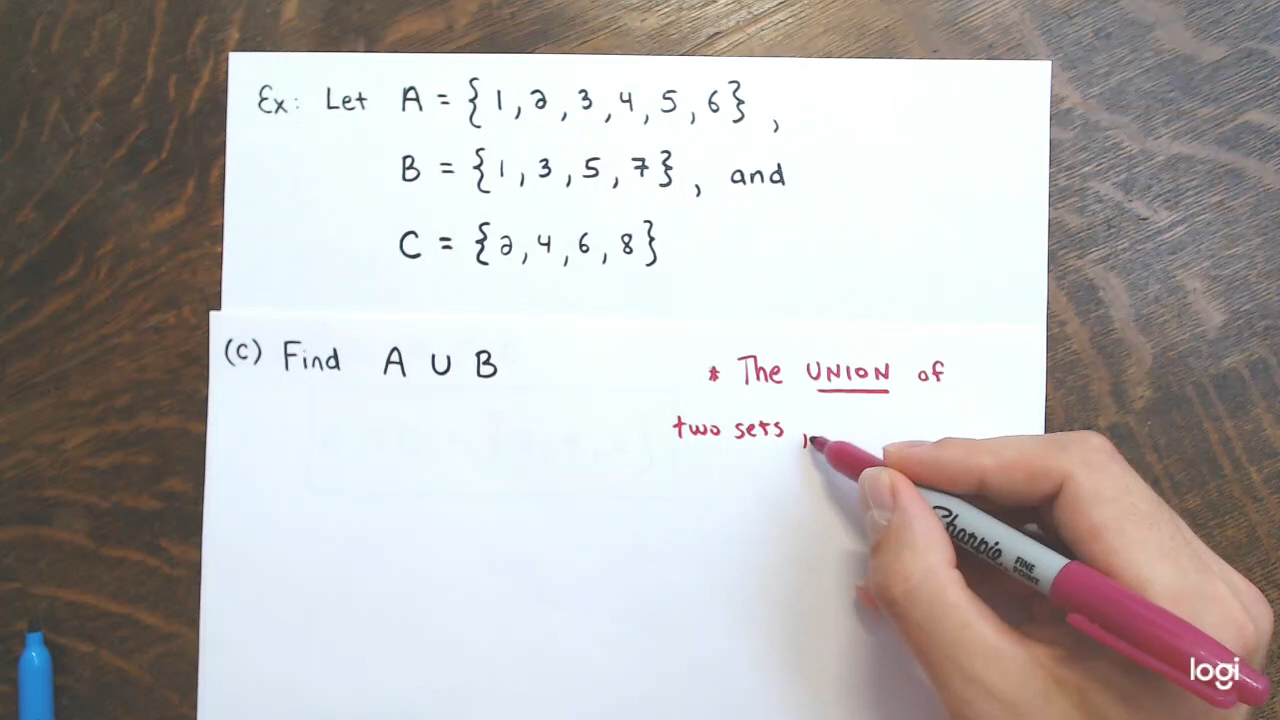 Ex: Let A = {1, 2, 3, 4, 5, 6},
B = {1, 3, 5, 7}, and
C = {2, 4, 6, 8}
(c) Find A ∪ B
* The UNION of
two sets,
Sharpie
FINE
POINT
logi